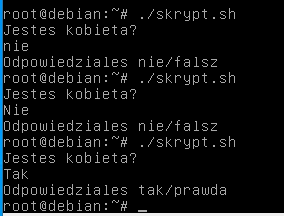 root@debian:~# ./skrypt.sh
Jestes kobieta?
nie
Odpowiedziales nie/falsz
root@debian:~# ./skrypt.sh
Jestes kobieta?
Nie
Odpowiedziales nie/falsz
root@debian:~# ./skrypt.sh
Jestes kobieta?
Tak
Odpowiedziales tak/prawda
root@debian:~# _